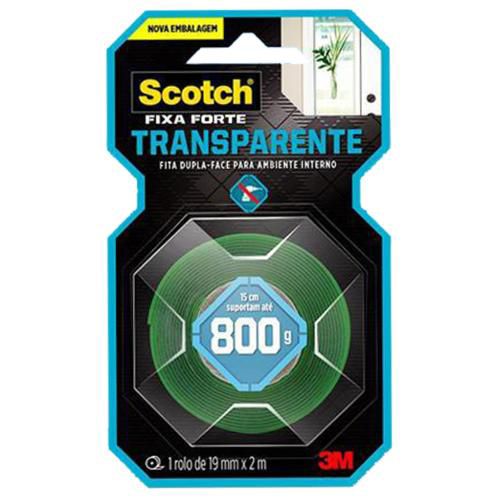 NOVA EMBALAGEM
Scotch
FIXA FORTE
TRANSPARENTE
FITA DUPLA-FACE PARA AMBIENTE INTERNO
15 cm
suportam até
800g
1 rolo de 19 mm x 2 m
3M